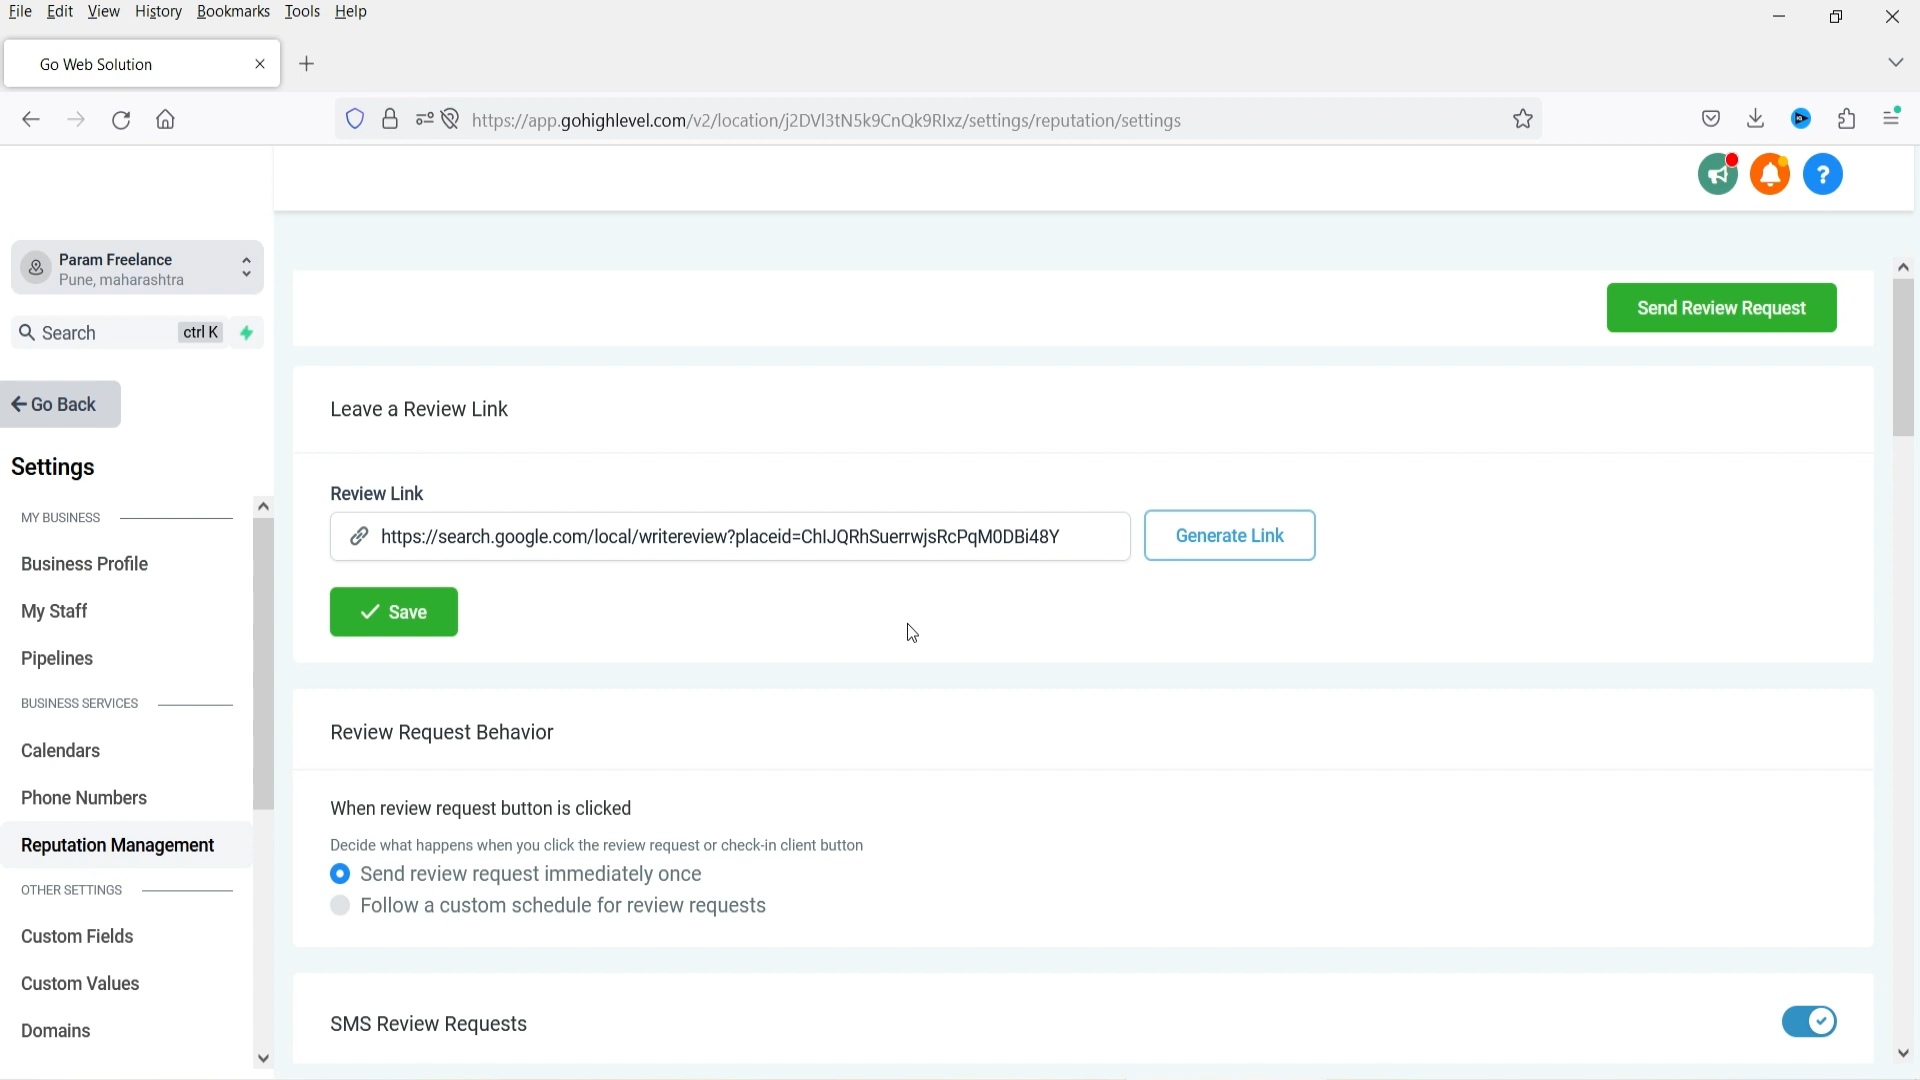 File Edit View History Bookmarks Tools Help
Go Web Solution
https://app.gohighlevel.com/v2/location/j2DVI3tN5k9CnQk9RIxz/settings/reputation/settings
Param Freelance
Pune, maharashtra
Search ctrl K
Go Back
Settings
MY BUSINESS
Business Profile
My Staff
Pipelines
BUSINESS SERVICES
Calendars
Phone Numbers
Reputation Management
OTHER SETTINGS
Custom Fields
Custom Values
Domains
Send Review Request
Leave a Review Link
Review Link
https://search.google.com/local/writereview?placeid=ChIJQRhSuerrwjsRcPqM0DBi48Y
Generate Link
Save
Review Request Behavior
When review request button is clicked
Decide what happens when you click the review request or check-in client button
Send review request immediately once
Follow a custom schedule for review requests
SMS Review Requests